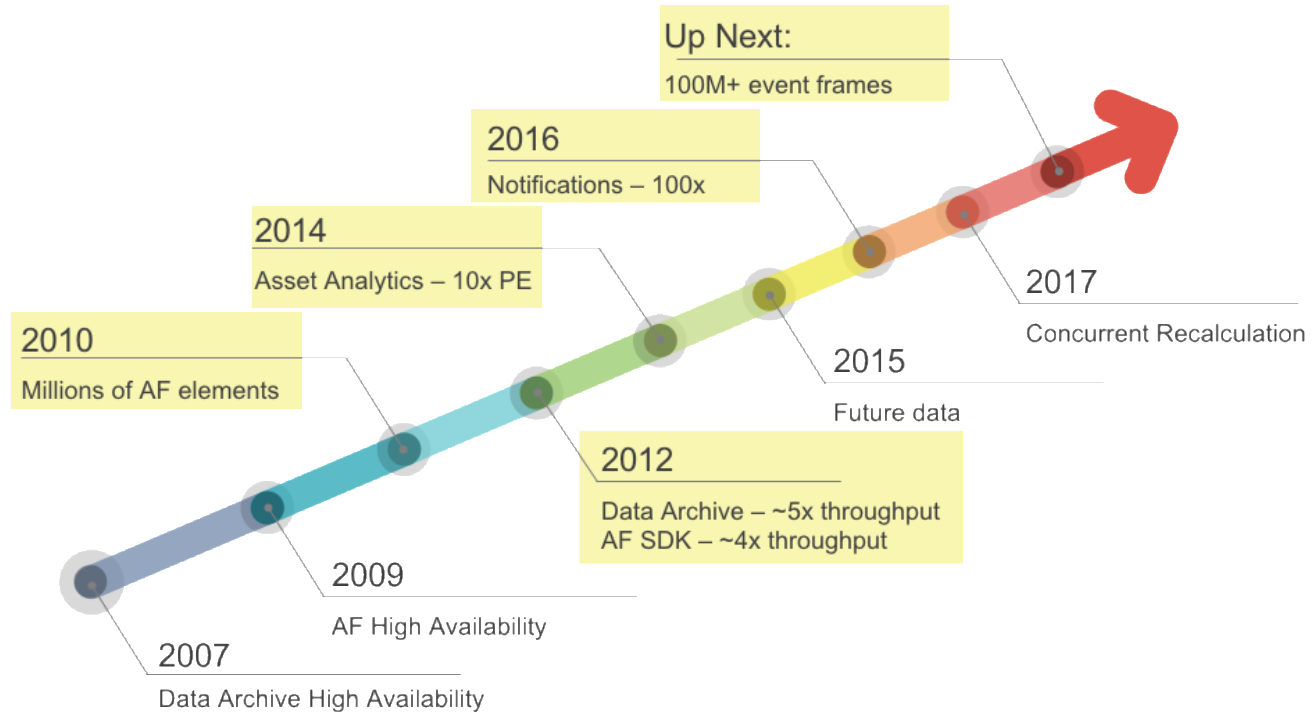 Up Next:
100M+ event frames
2016
Notifications – 100x
2014
Asset Analytics – 10x PE
2010
Millions of AF elements
2017
Concurrent Recalculation
2015
Future data
2012
Data Archive – ~5x throughput
AF SDK – ~4x throughput
2009
AF High Availability
2007
Data Archive High Availability